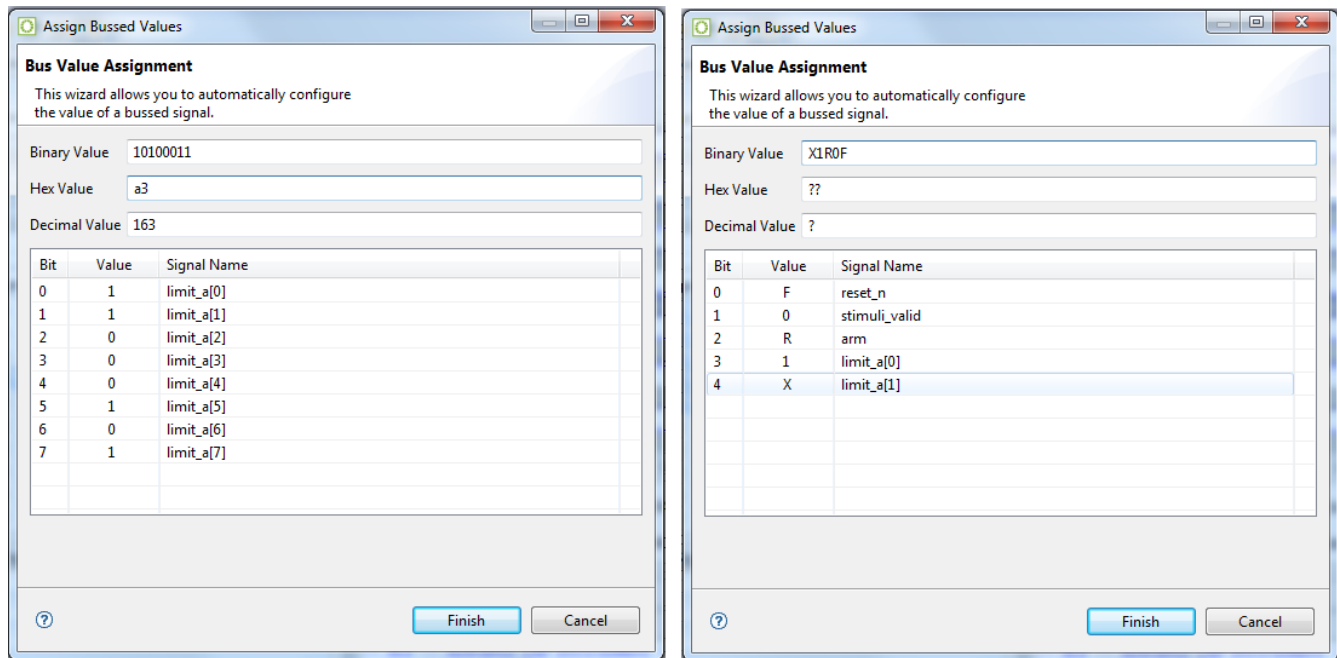 Assign Bussed Values
Bus Value Assignment
This wizard allows you to automatically configure
the value of a bussed signal.
Binary Value 10100011
Hex Value a3
Decimal Value 163
Bit Value Signal Name
0 1 limit_a[0]
1 1 limit_a[1]
2 0 limit_a[2]
3 0 limit_a[3]
4 0 limit_a[4]
5 1 limit_a[5]
6 0 limit_a[6]
7 1 limit_a[7]
? Finish Cancel
Assign Bussed Values
Bus Value Assignment
This wizard allows you to automatically configure
the value of a bussed signal.
Binary Value X1R0F
Hex Value ??
Decimal Value ?
Bit Value Signal Name
0 F reset_n
1 0 stimuli_valid
2 R arm
3 1 limit_a[0]
4 X limit_a[1]
? Finish Cancel